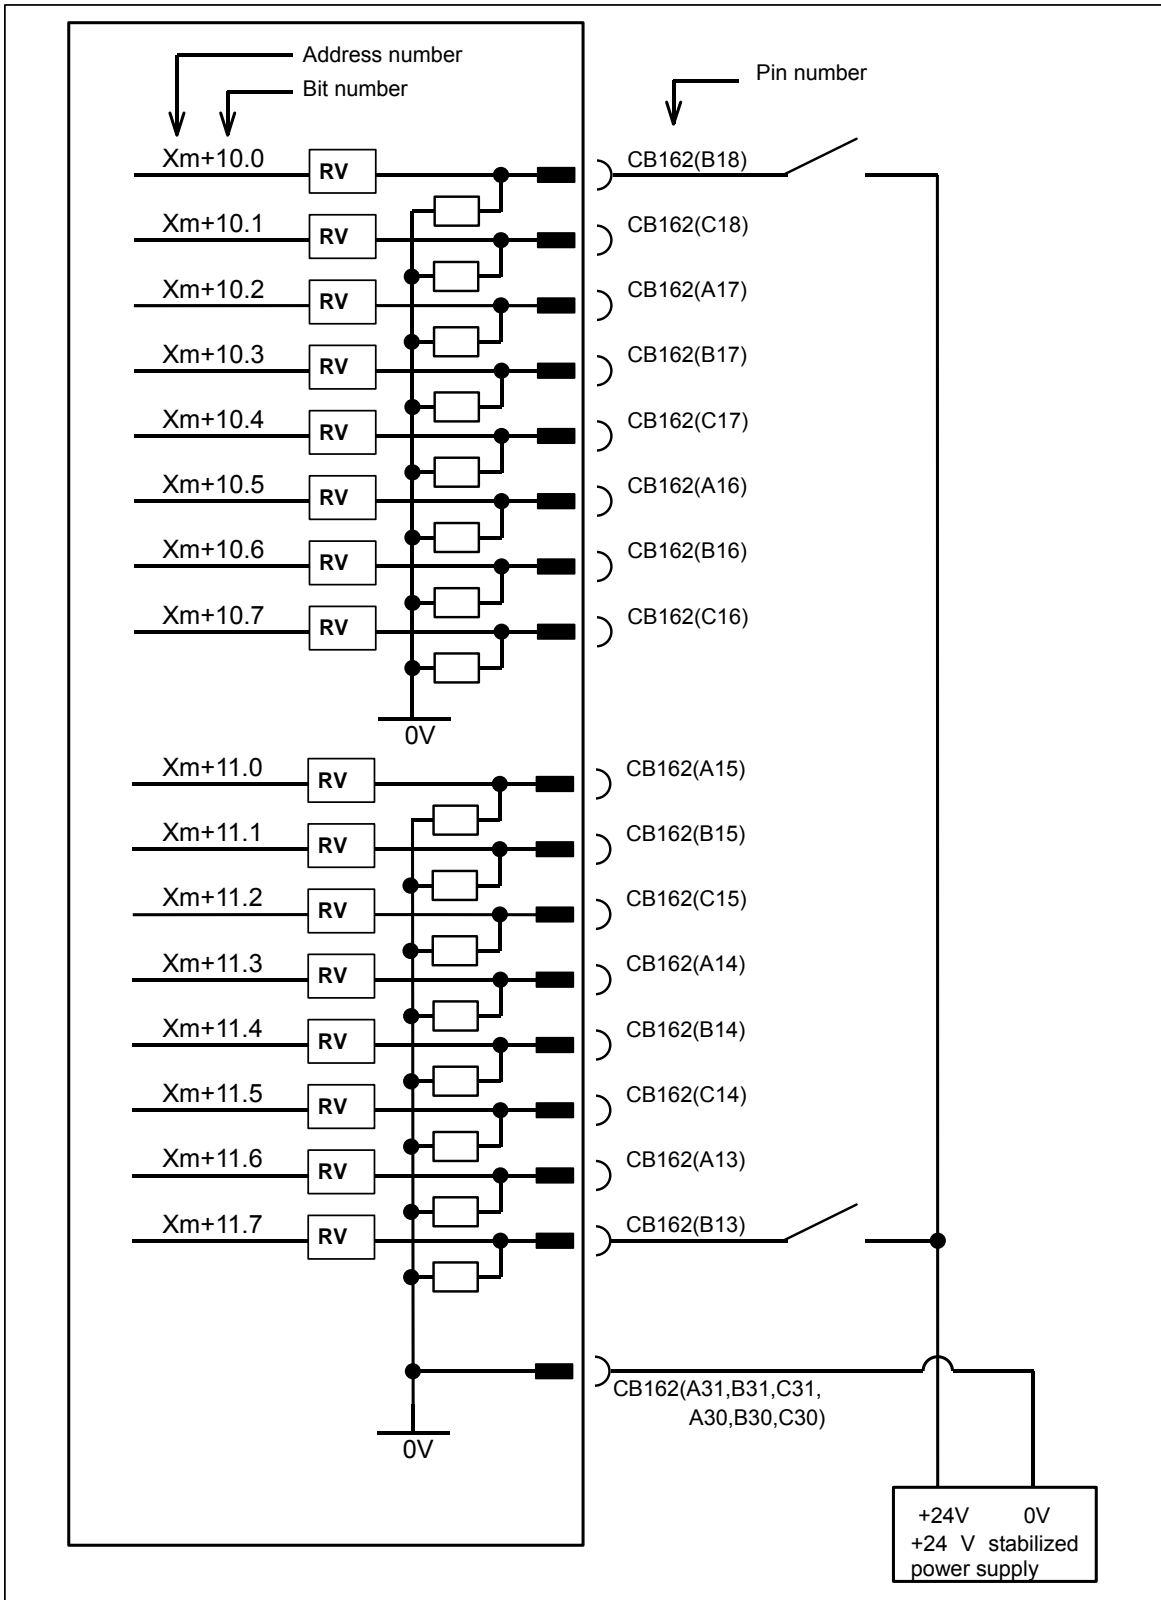 Address number
Bit number
Pin number
Xm+10.0 RV CB162(B18)
Xm+10.1 RV CB162(C18)
Xm+10.2 RV CB162(A17)
Xm+10.3 RV CB162(B17)
Xm+10.4 RV CB162(C17)
Xm+10.5 RV CB162(A16)
Xm+10.6 RV CB162(B16)
Xm+10.7 RV CB162(C16)
0V
Xm+11.0 RV CB162(A15)
Xm+11.1 RV CB162(B15)
Xm+11.2 RV CB162(C15)
Xm+11.3 RV CB162(A14)
Xm+11.4 RV CB162(B14)
Xm+11.5 RV CB162(C14)
Xm+11.6 RV CB162(A13)
Xm+11.7 RV CB162(B13)
CB162(A31,B31,C31,
A30,B30,C30)
0V
+24V 0V
+24 V stabilized
power supply